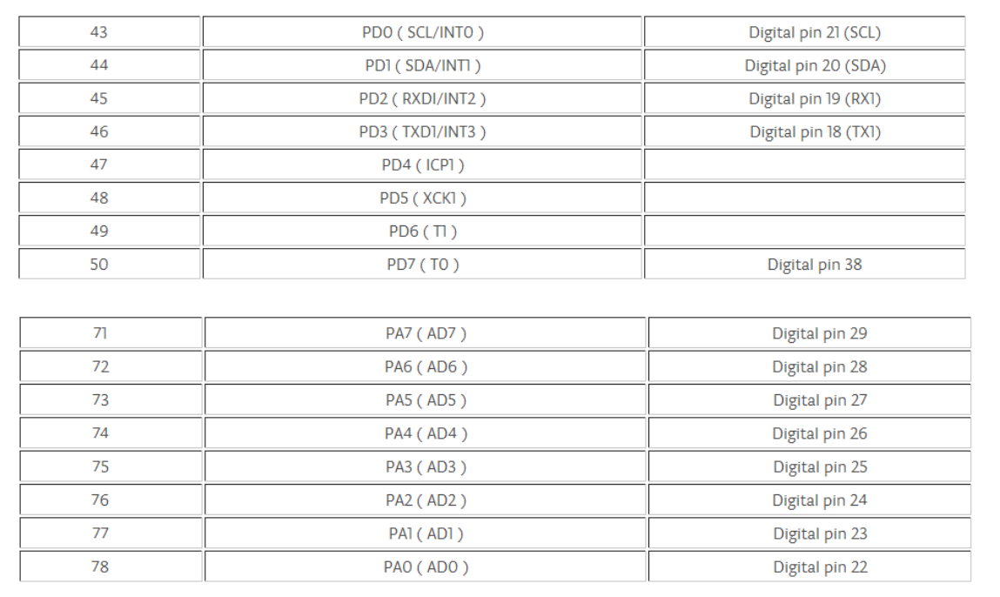 43 PD0 ( SCL/INT0 ) Digital pin 21 (SCL)
44 PD1 ( SDA/INT1 ) Digital pin 20 (SDA)
45 PD2 ( RXDI/INT2 ) Digital pin 19 (RX1)
46 PD3 ( TXD1/INT3 ) Digital pin 18 (TX1)
47 PD4 ( ICP1 )
48 PD5 ( XCK1 )
49 PD6 ( T1 )
50 PD7 ( T0 ) Digital pin 38
71 PA7 ( AD7 ) Digital pin 29
72 PA6 ( AD6 ) Digital pin 28
73 PA5 ( AD5 ) Digital pin 27
74 PA4 ( AD4 ) Digital pin 26
75 PA3 ( AD3 ) Digital pin 25
76 PA2 ( AD2 ) Digital pin 24
77 PA1 ( AD1 ) Digital pin 23
78 PA0 ( AD0 ) Digital pin 22